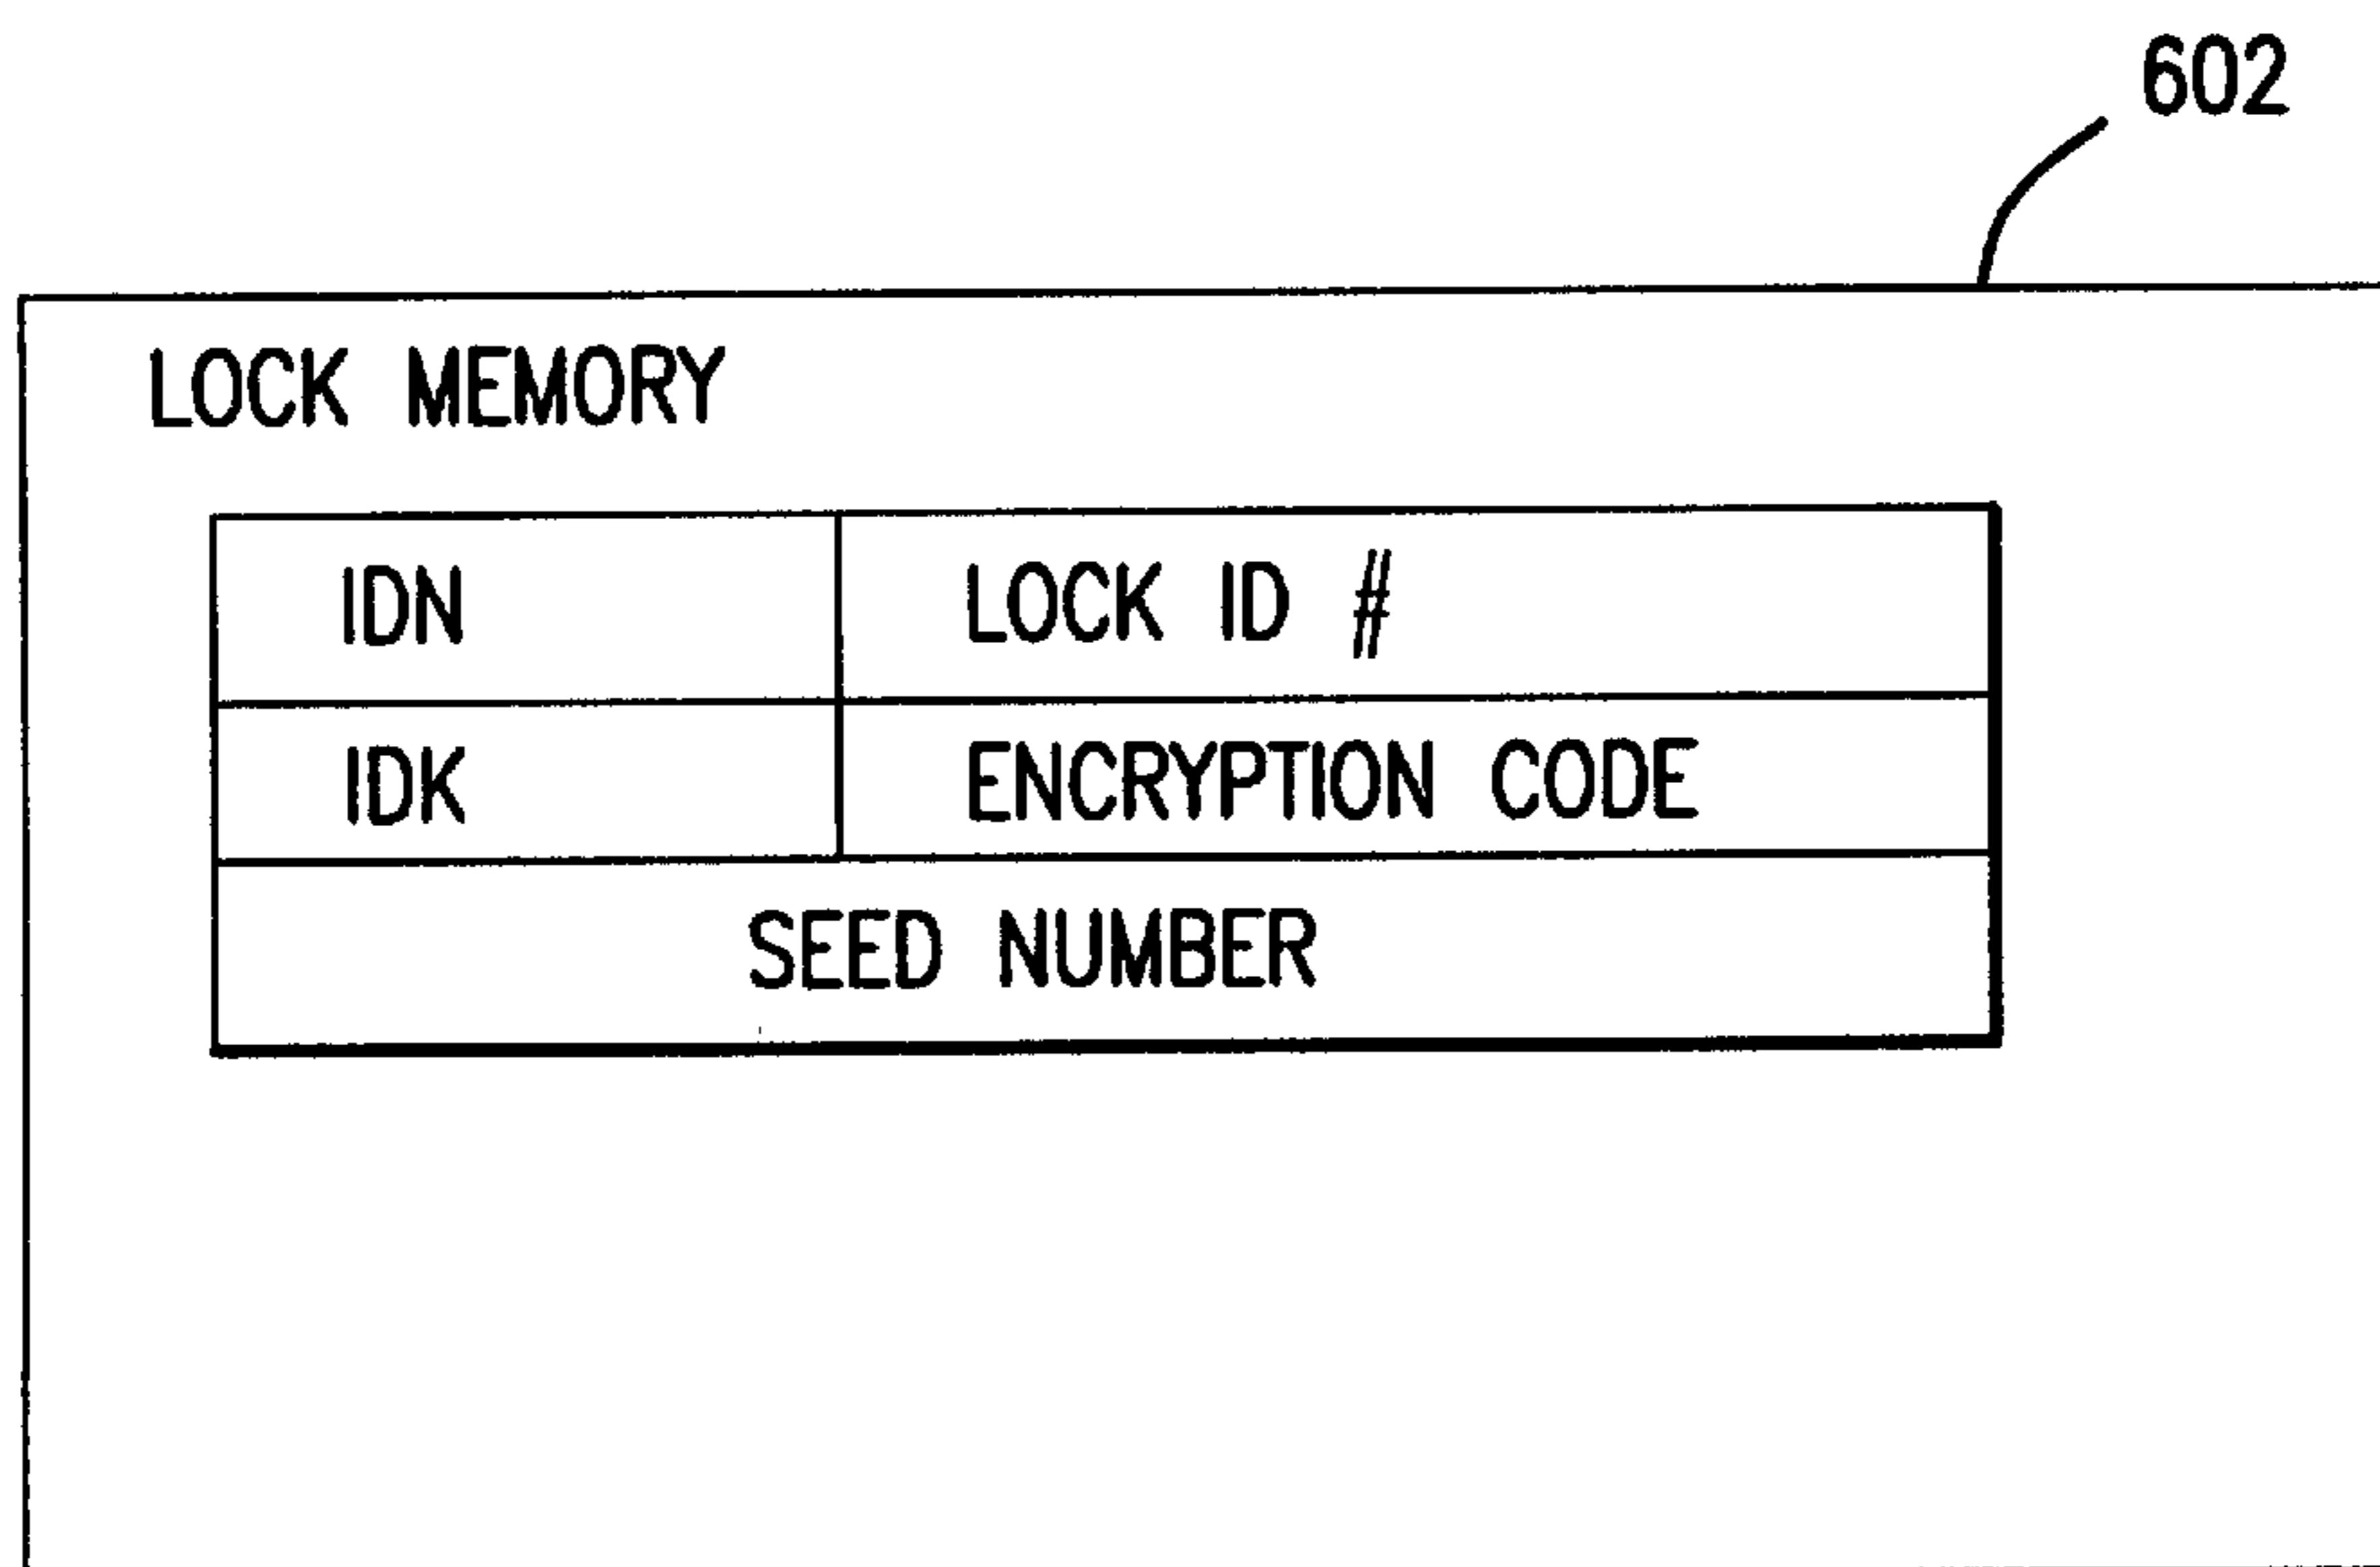 602
LOCK MEMORY
IDN LOCK ID #
IDK ENCRYPTION CODE
SEED NUMBER